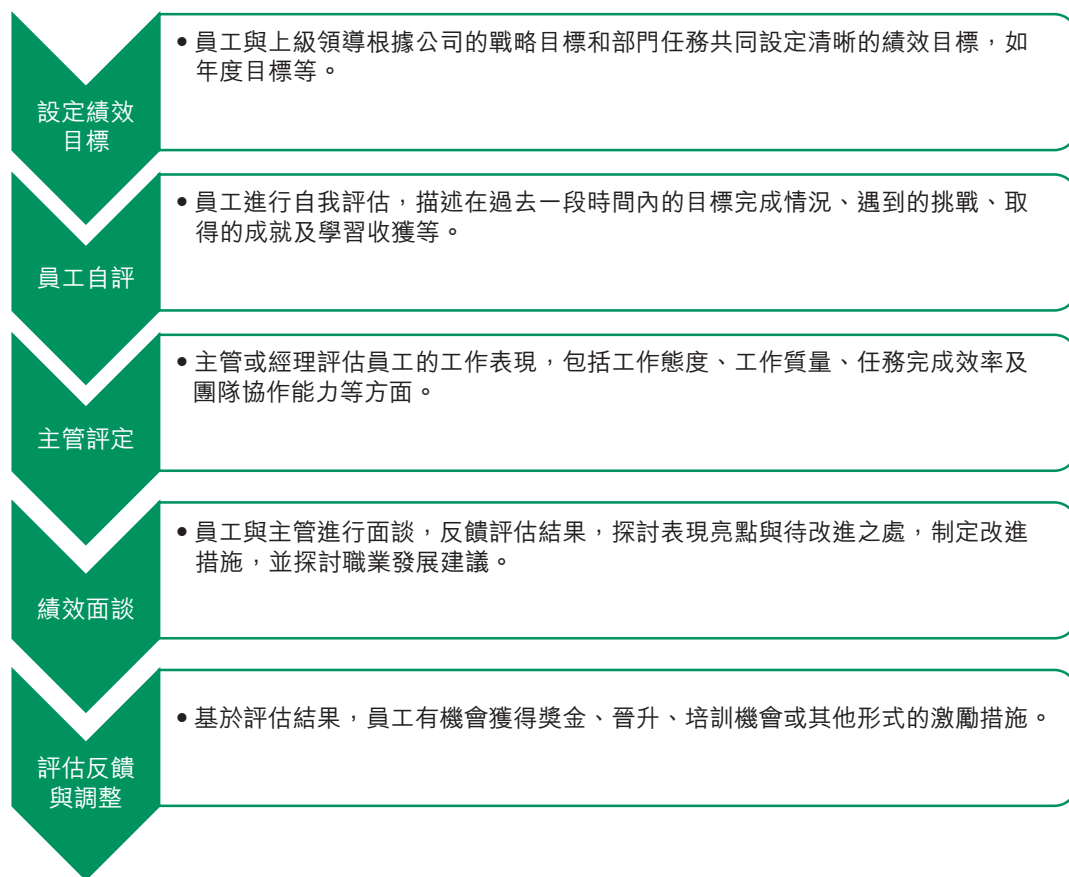 設定績效
目標
• 員工與上級領導根據公司的戰略目標和部門任務共同設定清晰的績效目標，如
年度目標等。
員工自評
• 員工進行自我評估，描述在過去一段時間內的目標完成情況、遇到的挑戰、取
得的成就及學習收獲等。
主管評定
• 主管或經理評估員工的工作表現，包括工作態度、工作質量、任務完成效率及
團隊協作能力等方面。
績效面談
• 員工與主管進行面談，反饋評估結果，探討表現亮點與待改進之處，制定改進
措施，並探討職業發展建議。
評估反饋
與調整
• 基於評估結果，員工有機會獲得獎金、晉升、培訓機會或其他形式的激勵措施。